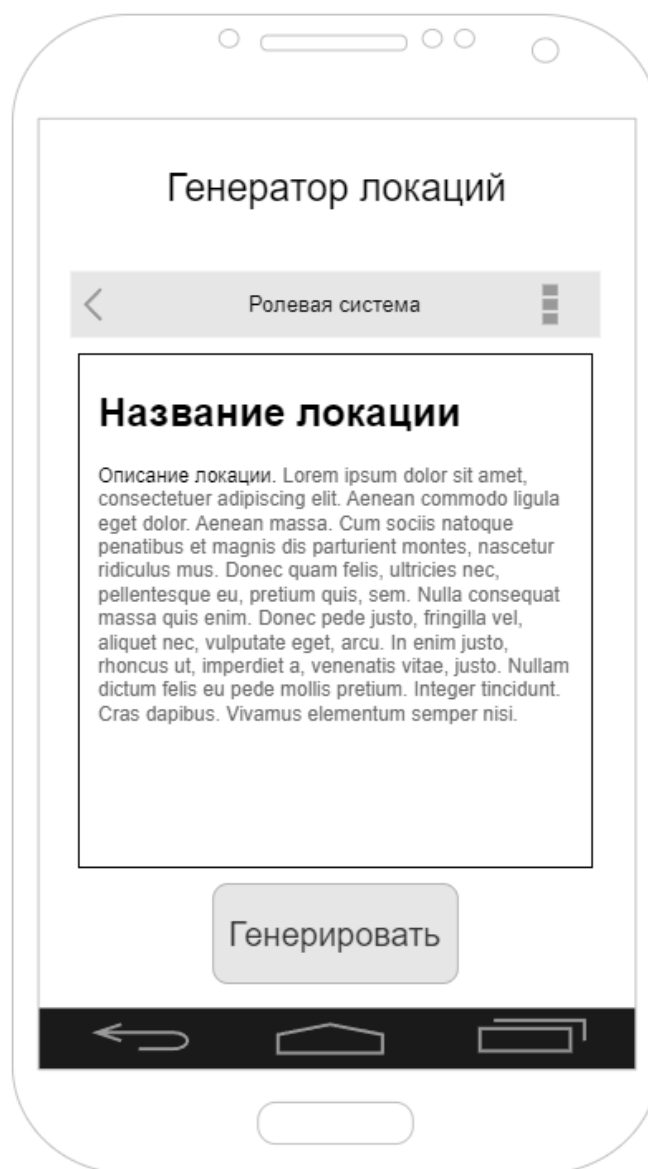 Генератор локаций
Ролевая система
Название локации
Описание локации. Lorem ipsum dolor sit amet,
consectetuer adipiscing elit. Aenean commodo ligula
eget dolor. Aenean massa. Cum sociis natoque
penatibus et magnis dis parturient montes, nascetur
ridiculus mus. Donec quam felis, ultricies nec,
pellentesque eu, pretium quis, sem. Nulla consequat
massa quis enim. Donec pede justo, fringilla vel,
aliquet nec, vulputate eget, arcu. In enim justo,
rhoncus ut, imperdiet a, venenatis vitae, justo. Nullam
dictum felis eu pede mollis pretium. Integer tincidunt.
Cras dapibus. Vivamus elementum semper nisi.
Генерировать